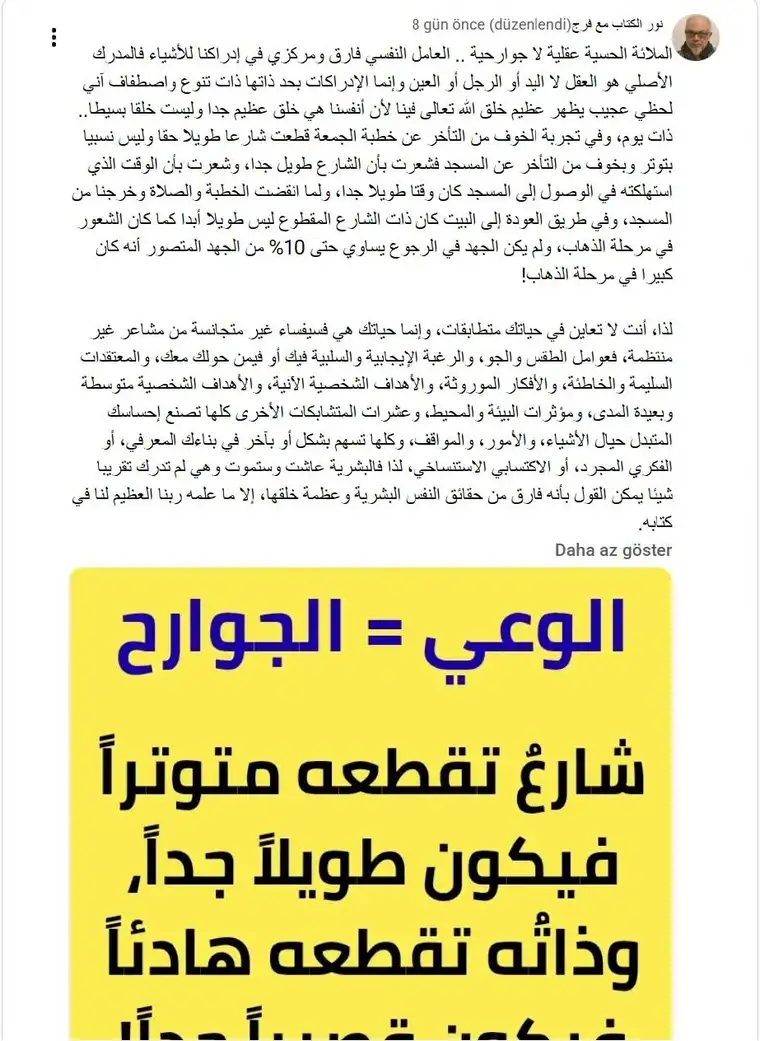 نور الكتاب مع فرج(düzenlendi) 8 gün önce
الملائة الحسية عقلية لا جوارحية .. العامل النفسي فارق ومركزي في إدراكنا للأشياء فالمدرك
الأصلي هو العقل لا اليد أو الرجل أو العين وإنما الإدراكات بحد ذاتها ذات تنوع واصطفاف آني
لحظي عجيب يظهر عظيم خلق الله تعالى فينا لأن أنفسنا هي خلق عظيم جدا وليست خلقا بسيطا..
ذات يوم، وفي تجربة الخوف من التأخر عن خطبة الجمعة قطعت شارعا طويلا حقا وليس نسبيا
بتوتر وبخوف من التأخر عن المسجد فشعرت بأن الشارع طويل جدا، وشعرت بأن الوقت الذي
استهلكته في الوصول إلى المسجد كان وقتا طويلا جدا، ولما انقضت الخطبة والصلاة وخرجنا من
المسجد، وفي طريق العودة إلى البيت كان ذات الشارع المقطوع ليس طويلا أبدا كما كان الشعور
في مرحلة الذهاب، ولم يكن الجهد في الرجوع يساوي حتى 10% من الجهد المتصور أنه كان
كبيرا في مرحلة الذهاب!
لذا، أنت لا تعاين في حياتك متطابقات، وإنما حياتك هي فسيفساء غير متجانسة من مشاعر غير
منتظمة، فعوامل الطقس والجو، والرغبة الإيجابية والسلبية فيك أو فيمن حولك معك، والمعتقدات
السليمة والخاطئة، والأفكار الموروثة، والأهداف الشخصية الآنية، والأهداف الشخصية متوسطة
وبعيدة المدى، ومؤثرات البيئة والمحيط، وعشرات المتشابكات الأخرى كلها تصنع إحساسك
المتبدل حيال الأشياء، والأمور، والمواقف، وكلها تسهم بشكل أو بآخر في بناءك المعرفي، أو
الفكري المجرد، أو الاكتسابي الاستنساخي، لذا فالبشرية عاشت وستموت وهي لم تدرك تقريبا
شيئا يمكن القول بأنه فارق من حقائق النفس البشرية وعظمة خلقها، إلا ما علمه ربنا العظيم لنا في
كتابه.
Daha az göster
الوعي = الجوارح
شارعُ تقطعه متوتراً
فيكون طويلاً جداً,
وذاتُه تقطعه هادئاً
فيكون قصيراً جداً!